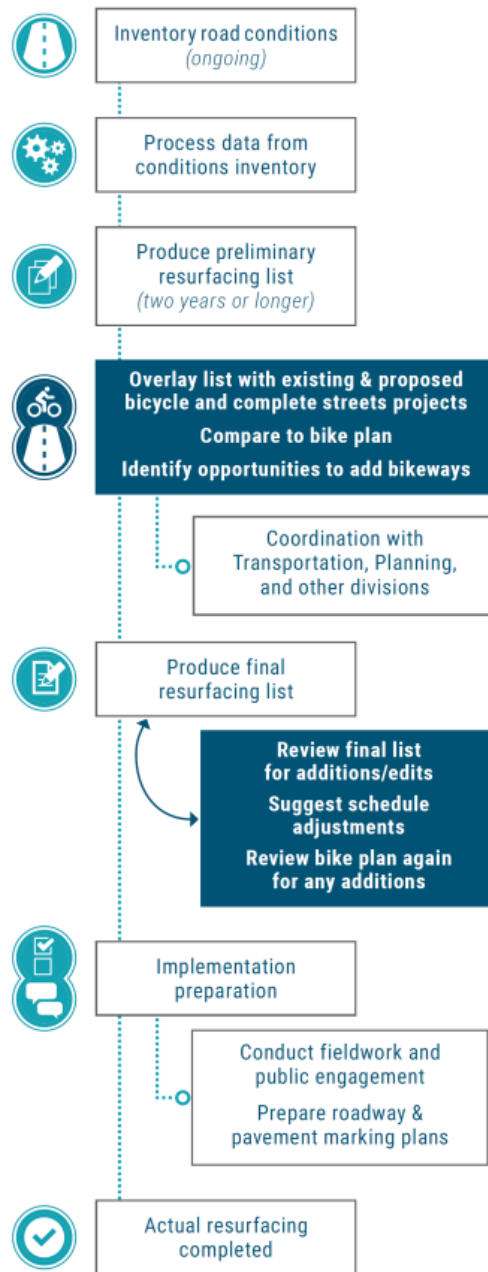 Inventory road conditions
(ongoing)
Process data from
conditions inventory
Produce preliminary
resurfacing list
(two years or longer)
Overlay list with existing & proposed
bicycle and complete streets projects
Compare to bike plan
Identify opportunities to add bikeways
Coordination with
Transportation, Planning,
and other divisions
Produce final
resurfacing list
Review final list
for additions/edits
Suggest schedule
adjustments
Review bike plan again
for any additions
Implementation
preparation
Conduct fieldwork and
public engagement
Prepare roadway &
pavement marking plans
Actual resurfacing
completed